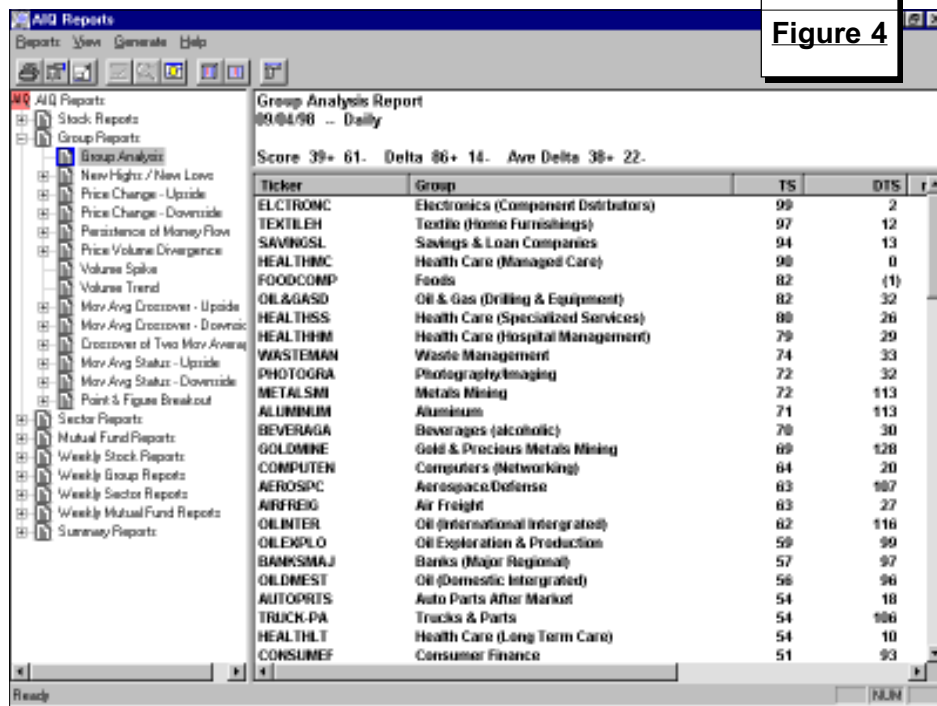 AIQ Reports
Figure 4
Reports View Generate Help
AIQ AIQ Reports
Stock Reports
Group Reports
Group Analysis
New Highs / New Lows
Price Change - Upside
Price Change - Downside
Persistence of Money Flow
Price Volume Divergence
Volume Spike
Volume Trend
Mov Avg Crossover - Upside
Mov Avg Crossover - Downsic
Crossover of Two Mov Averag
Mov Avg Status - Upside
Mov Avg Status - Downside
Point & Figure Breakout
Sector Reports
Mutual Fund Reports
Weekly Stock Reports
Weekly Group Reports
Weekly Sector Reports
Weekly Mutual Fund Reports
Summary Reports
Group Analysis Report
09/04/98 -- Daily
Score 39+ 61- Delta 86+ 14- Ave Delta 38+ 22-
Ticker Group TS DTS
ELCTRONC Electronics (Component Dstrbutors) 99 2
TEXTILEH Textile (Home Furnishings) 97 12
SAVINGSL Savings & Loan Companies 94 13
HEALTHMC Health Care (Managed Care) 90 0
FOODCOMP Foods 82 (1)
OIL&GASD Oil & Gas (Drilling & Equipment) 82 32
HEALTHSS Health Care (Specialized Services) 80 26
HEALTHHM Health Care (Hospital Management) 79 29
WASTEMAN Waste Management 74 33
PHOTOGRA Photography/Imaging 72 32
METALSMI Metals Mining 72 113
ALUMINUM Aluminum 71 113
BEVERAGA Beverages (alcoholic) 70 30
GOLDMINE Gold & Precious Metals Mining 69 128
COMPUTEN Computers (Networking) 64 20
AEROSPC Aerospace/Defense 63 107
AIRFREIG Air Freight 63 27
OILINTER Oil (International Intergrated) 62 116
OILEXPLO Oil Exploration & Production 59 99
BANKSMAJ Banks (Major Regional) 57 97
OILDMEST Oil (Domestic Intergrated) 56 96
AUTOPRTS Auto Parts After Market 54 18
TRUCK-PA Trucks & Parts 54 106
HEALTHLT Health Care (Long Term Care) 54 10
CONSUMEF Consumer Finance 51 93
Ready NUM